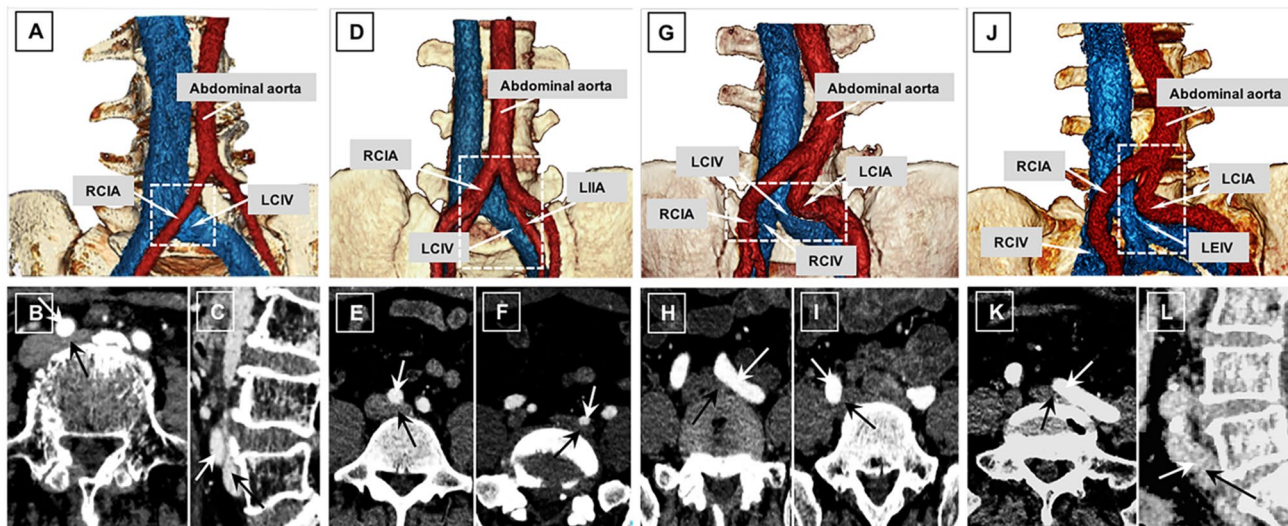 A
Abdominal aorta
RCIA
LCIV
D
Abdominal aorta
RCIA
LIIA
LCIV
G
Abdominal aorta
LCIV
LCIA
RCIA
RCIV
J
Abdominal aorta
RCIA
LCIA
RCIV
LEIV
B
C
E
F
H
I
K
L